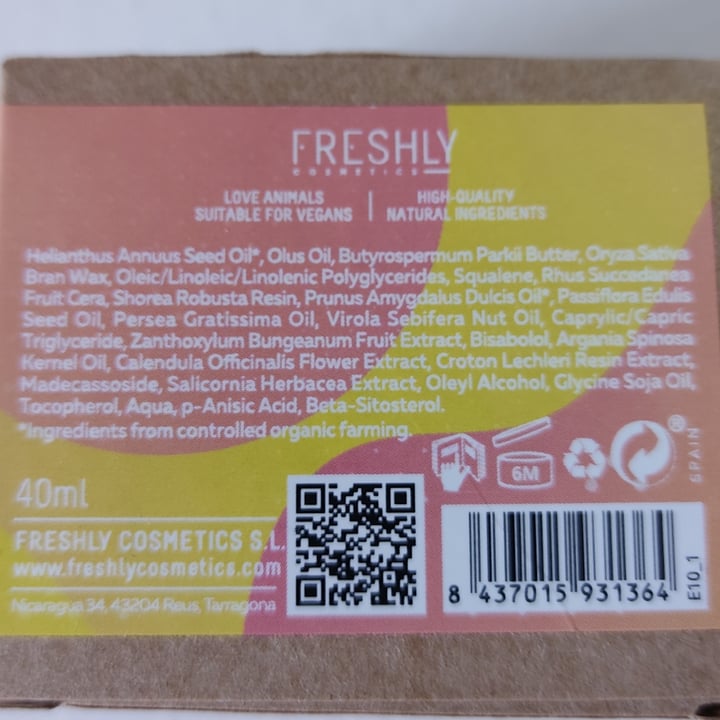 FRESHLY
COSMETICS
LOVE ANIMALS
SUITABLE FOR VEGANS
HIGH-QUALITY
NATURAL INGREDIENTS
Helianthus Annuus Seed Oil*, Olus Oil, Butyrospermum Parkii Butter, Oryza Sativa
Bran Wax, Oleic/Linoleic/Linolenic Polyglycerides, Squalene, Rhus Succedanea
Fruit Cera, Shorea Robusta Resin, Prunus Amygdalus Dulcis Oil*, Passiflora Edulis
Seed Oil, Persea Gratissima Oil, Virola Sebifera Nut Oil, Caprylic/Capric
Triglyceride, Zanthoxylum Bungeanum Fruit Extract, Bisabolol, Argania Spinosa
Kernel Oil, Calendula Officinalis Flower Extract, Croton Lechleri Resin Extract,
Madecassoside, Salicornia Herbacea Extract, Oleyl Alcohol, Glycine Soja Oil,
Tocopherol, Aqua, p-Anisic Acid, Beta-Sitosterol.
*Ingredients from controlled organic farming.
6M
®
SPAIN
40ml
FRESHLY COSMETICS S.L.
www.freshlycosmetics.com
Nicaragua 34, 43204 Reus, Tarragona
8 437015 931364
E10_1